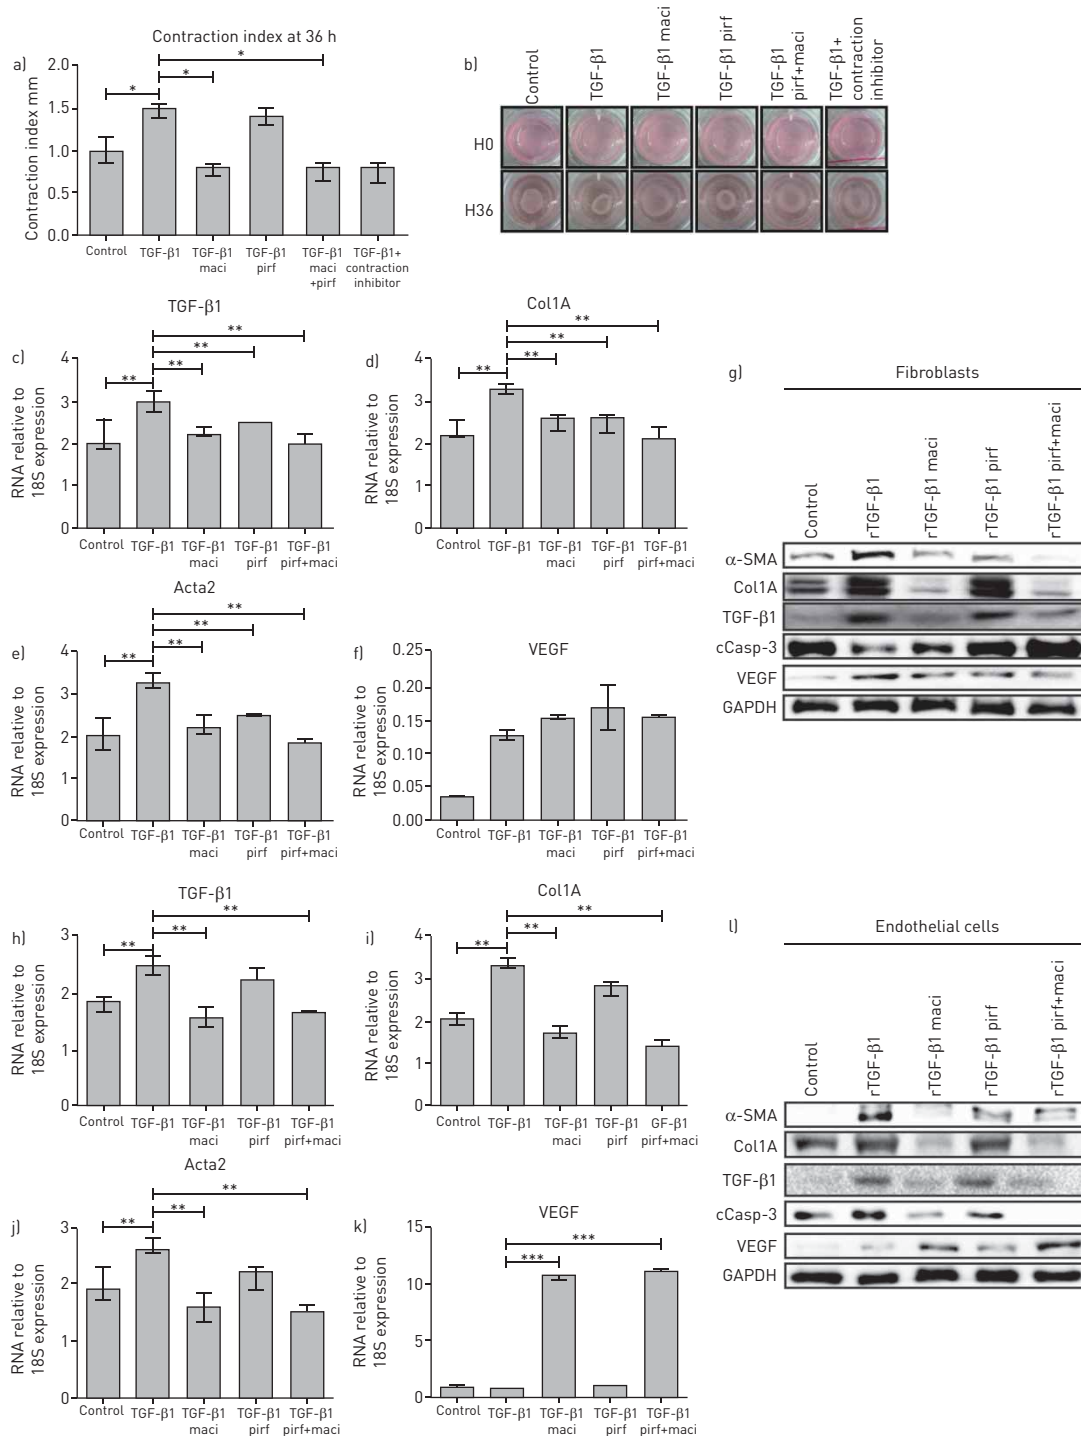 Contraction index at 36 h
a)
Contraction index mm
2.0
1.5
1.0
0.5
0.0
*
*
*
Control
TGF-β1
TGF-β1
maci
TGF-β1
pirf
TGF-β1
maci
+pirf
TGF-β1+
contraction
inhibitor
b)
Control
TGF-β1
TGF-β1 maci
TGF-β1 pirf
TGF-β1
pirf+maci
TGF-β1+
contraction
inhibitor
H0
H36
TGF-β1
c)
RNA relative to
18S expression
4
3
2
1
0
**
**
**
**
Control
TGF-β1
TGF-β1
maci
TGF-β1
pirf
TGF-β1
pirf+maci
Col1A
d)
RNA relative to
18S expression
4
3
2
1
0
**
**
**
**
Control
TGF-β1
TGF-β1
maci
TGF-β1
pirf
TGF-β1
pirf+maci
Acta2
e)
RNA relative to
18S expression
4
3
2
1
0
**
**
**
**
Control
TGF-β1
TGF-β1
maci
TGF-β1
pirf
TGF-β1
pirf+maci
VEGF
f)
RNA relative to
18S expression
0.25
0.20
0.15
0.10
0.05
0.00
Control
TGF-β1
TGF-β1
maci
TGF-β1
pirf
TGF-β1
pirf+maci
g)
Fibroblasts
Control
rTGF-β1
rTGF-β1 maci
rTGF-β1 pirf
rTGF-β1 pirf+maci
α-SMA
Col1A
TGF-β1
cCasp-3
VEGF
GAPDH
TGF-β1
h)
RNA relative to
18S expression
3
2
1
0
**
**
**
Control
TGF-β1
TGF-β1
maci
TGF-β1
pirf
TGF-β1
pirf+maci
Col1A
i)
RNA relative to
18S expression
4
3
2
1
0
**
**
**
Control
TGF-β1
TGF-β1
maci
TGF-β1
pirf
GF-β1
pirf+maci
Acta2
j)
RNA relative to
18S expression
3
2
1
0
**
**
**
Control
TGF-β1
TGF-β1
maci
TGF-β1
pirf
TGF-β1
pirf+maci
VEGF
k)
RNA relative to
18S expression
15
10
5
0
***
***
Control
TGF-β1
TGF-β1
maci
TGF-β1
pirf
TGF-β1
pirf+maci
l)
Endothelial cells
Control
rTGF-β1
rTGF-β1 maci
rTGF-β1 pirf
rTGF-β1 pirf+maci
α-SMA
Col1A
TGF-β1
cCasp-3
VEGF
GAPDH